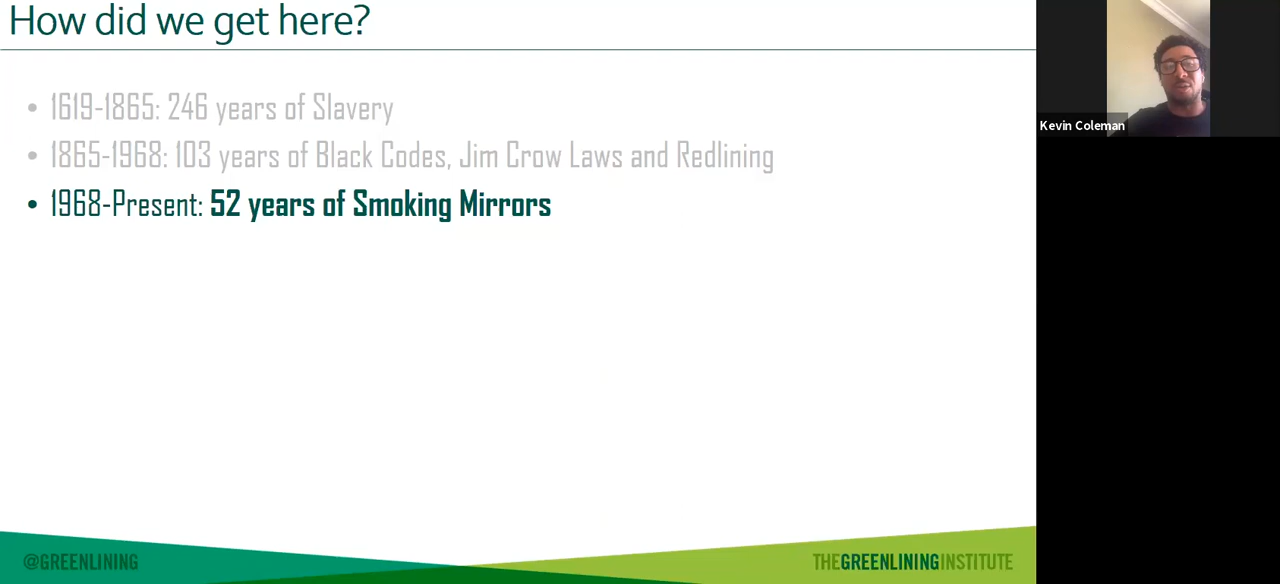 How did we get here?
• 1619-1865: 246 years of Slavery
• 1865-1968: 103 years of Black Codes, Jim Crow Laws and Redlining
• 1968-Present: 52 years of Smoking Mirrors
Kevin Coleman
@GREENLINING
THEGREENLININGINSTITUTE